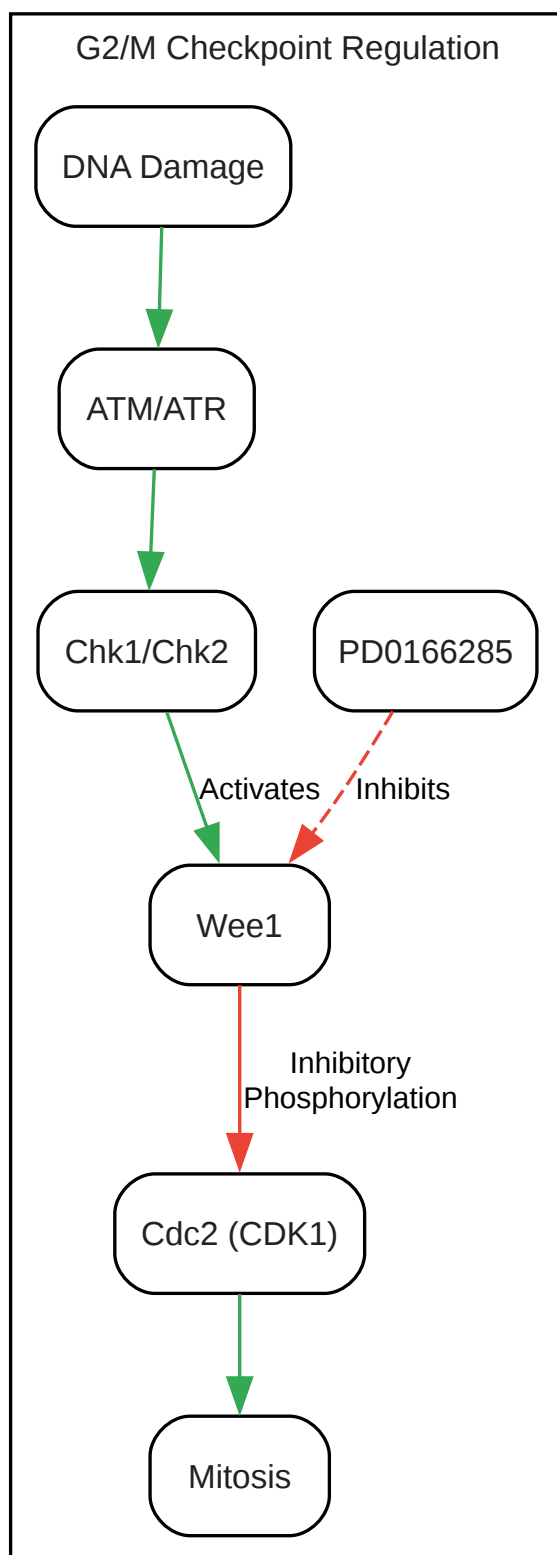 G2/M Checkpoint Regulation
DNA Damage
ATM/ATR
Chk1/Chk2
PD0166285
Activates
Inhibits
Wee1
Inhibitory
Phosphorylation
Cdc2 (CDK1)
Mitosis